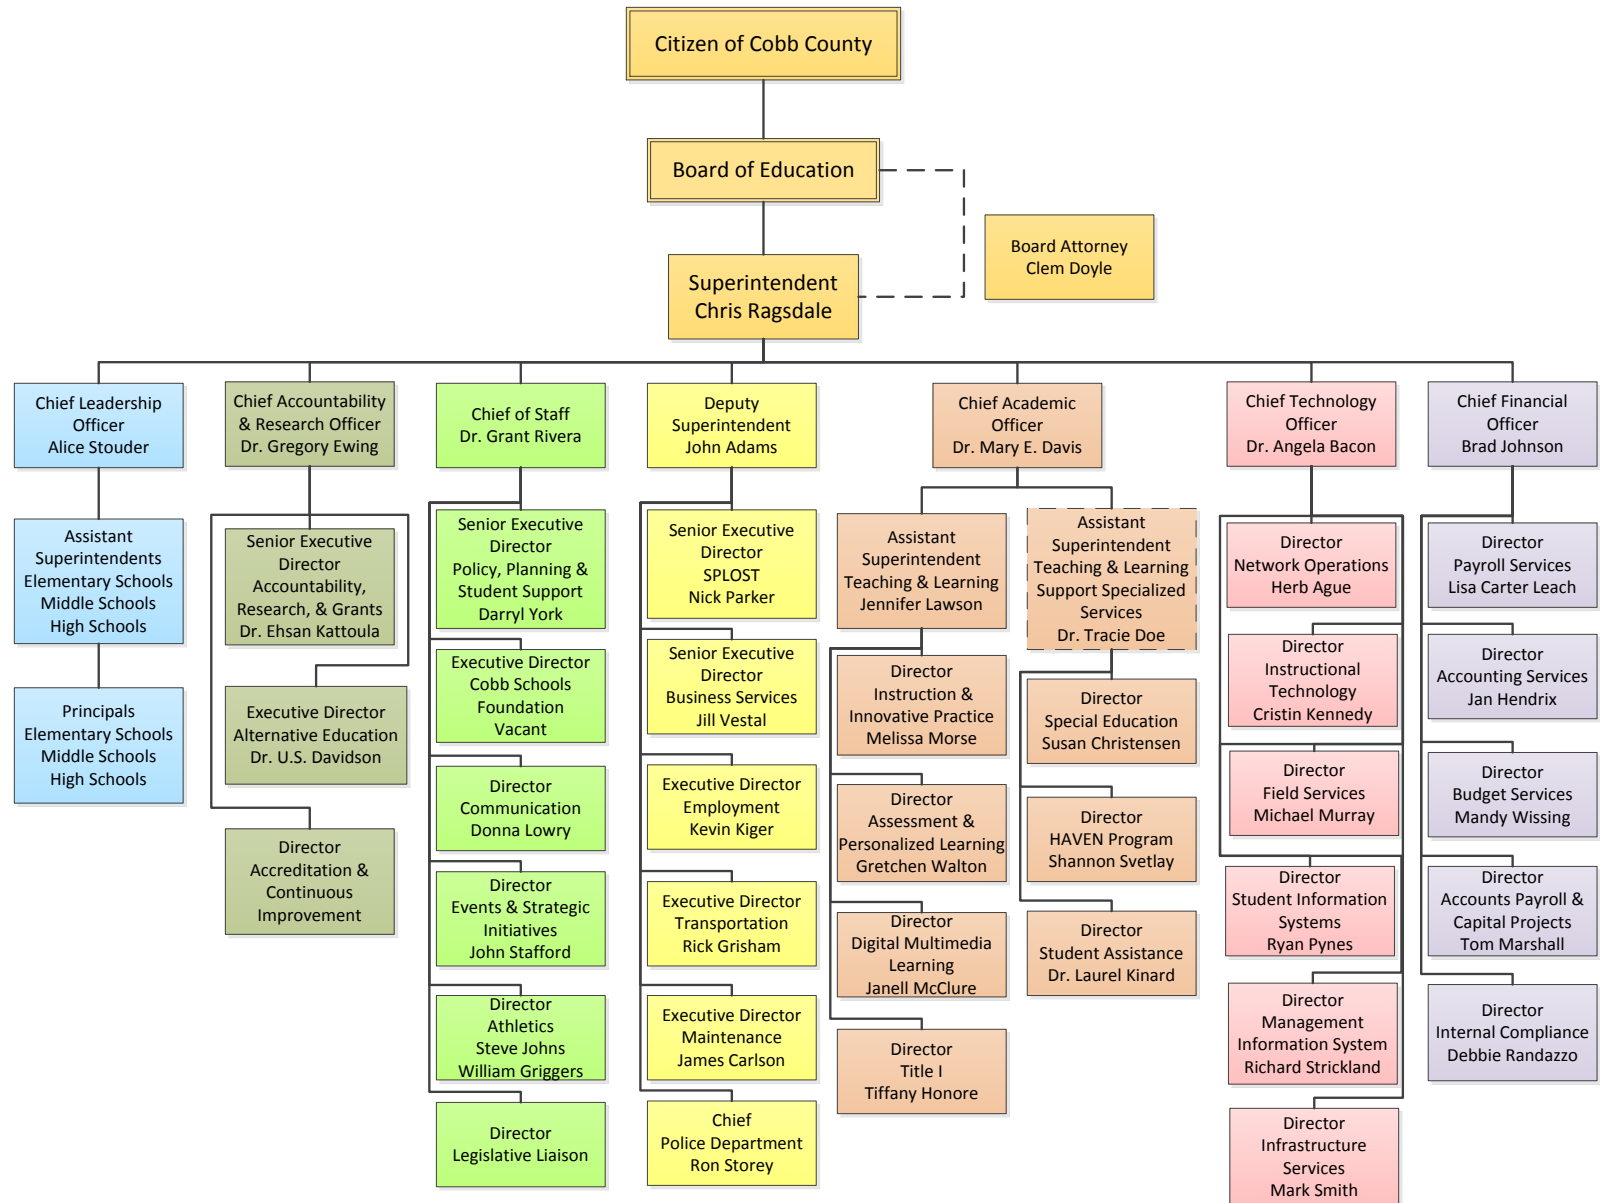 Citizen of Cobb County
Board of Education
Board Attorney
Clem Doyle
Superintendent
Chris Ragsdale
Chief Leadership
Officer
Alice Stouder
Assistant
Superintendents
Elementary Schools
Middle Schools
High Schools
Principals
Elementary Schools
Middle Schools
High Schools
Chief Accountability
& Research Officer
Dr. Gregory Ewing
Senior Executive
Director
Accountability,
Research, & Grants
Dr. Ehsan Kattoula
Executive Director
Alternative Education
Dr. U.S. Davidson
Director
Accreditation &
Continuous
Improvement
Chief of Staff
Dr. Grant Rivera
Senior Executive
Director
Policy, Planning &
Student Support
Darryl York
Executive Director
Cobb Schools
Foundation
Vacant
Director
Communication
Donna Lowry
Director
Events & Strategic
Initiatives
John Stafford
Director
Athletics
Steve Johns
William Griggers
Director
Legislative Liaison
Deputy
Superintendent
John Adams
Senior Executive
Director
SPLOST
Nick Parker
Senior Executive
Director
Business Services
Jill Vestal
Executive Director
Employment
Kevin Kiger
Executive Director
Transportation
Rick Grisham
Executive Director
Maintenance
James Carlson
Chief
Police Department
Ron Storey
Chief Academic
Officer
Dr. Mary E. Davis
Assistant
Superintendent
Teaching & Learning
Jennifer Lawson
Director
Instruction &
Innovative Practice
Melissa Morse
Director
Assessment &
Personalized Learning
Gretchen Walton
Director
Digital Multimedia
Learning
Janell McClure
Director
Title I
Tiffany Honore
Assistant
Superintendent
Teaching & Learning
Support Specialized
Services
Dr. Tracie Doe
Director
Special Education
Susan Christensen
Director
HAVEN Program
Shannon Svetlay
Director
Student Assistance
Dr. Laurel Kinard
Chief Technology
Officer
Dr. Angela Bacon
Director
Network Operations
Herb Ague
Director
Instructional
Technology
Cristin Kennedy
Director
Field Services
Michael Murray
Director
Student Information
Systems
Ryan Pynes
Director
Management
Information System
Richard Strickland
Director
Infrastructure
Services
Mark Smith
Chief Financial
Officer
Brad Johnson
Director
Payroll Services
Lisa Carter Leach
Director
Accounting Services
Jan Hendrix
Director
Budget Services
Mandy Wissing
Director
Accounts Payroll &
Capital Projects
Tom Marshall
Director
Internal Compliance
Debbie Randazzo